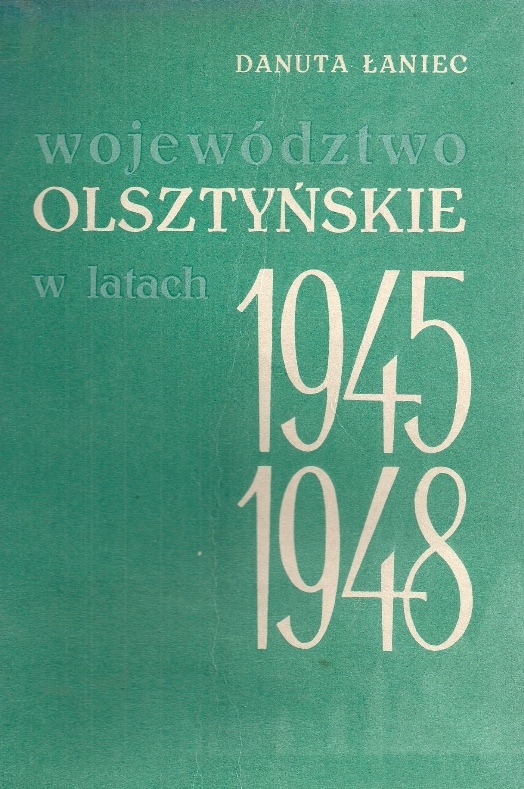 DANUTA ŁANIEC
województwo
OLSZTYŃSKIE
w latach
1945
1948